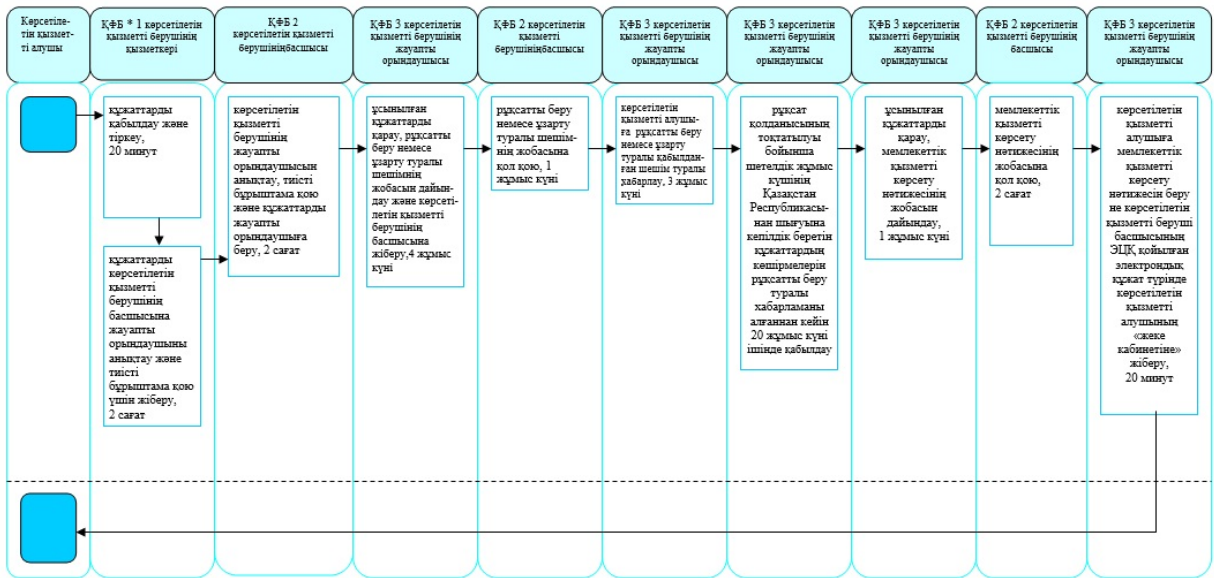 Көрсетіле-
тін қызмет-
ті алушы
ҚФБ * 1 көрсетілетін
қызметті берушінің
қызметкері
ҚФБ 2
көрсетілетін қызметті
берушініңбасшысы
ҚФБ 3 көрсетілетін
қызметті берушінің
жауапты
орындаушысы
ҚФБ 2 көрсетілетін
қызметті
берушініңбасшысы
ҚФБ 3 көрсетілетін
қызметті берушінің
жауапты
орындаушысы
ҚФБ 3 көрсетілетін
қызметті берушінің
жауапты
орындаушысы
ҚФБ 3 көрсетілетін
қызметті берушінің
жауапты
орындаушысы
ҚФБ 2 көрсетілетін
қызметті берушінің
басшысы
ҚФБ 3 көрсетілетін
қызметті берушінің
жауапты
орындаушысы
құжаттарды
қабылдау және
тіркеу,
20 минут
құжаттарды
көрсетілетін
қызметті
берушінің
басшысына
жауапты
орындаушыны
анықтау және
тиісті
бұрыштама қою
үшін жіберу,
2 сағат
көрсетілетін
қызметті
берушінің
жауапты
орындаушысын
анықтау, тиісті
бұрыштама қою
және құжаттарды
жауапты
орындаушыға
беру, 2 сағат
ұсынылған
құжаттарды
қарау, рұқсатты
беру немесе
ұзарту туралы
шешімнің
жобасын дайын-
дау және көрсеті-
летін қызметті
берушінің
басшысына
жіберу,4 жұмыс
күні
рұқсатты беру
немесе ұзарту
туралы шешім-
нің жобасына
қол қою, 1
жұмыс күні
көрсетілетін
қызметті алушы-
ға рұқсатты беру
немесе ұзарту
туралы қабылдан-
ған шешім туралы
хабарлау, 3 жұмыс
күні
рұқсат
қолданысының
тоқтатылуы
бойынша
шетелдік жұмыс
күшінің
Қазақстан
Республикасы-
нан шығуына
кепілдік беретін
құжаттардың
көшірмелерін
рұқсатты беру
туралы
хабарламаны
алғаннан кейін
20 жұмыс күні
ішінде қабылдау
ұсынылған
құжаттарды
қарау,
мемлекеттік
қызметті
көрсету
нәтижесінің
жобасын
дайындау,
1 жұмыс күні
мемлекеттік
қызметті
көрсету
нәтижесінің
жобасына
қол қою,
2 сағат
көрсетілетін
қызметті
алушыға
мемлекеттік
қызметті
көрсету
нәтижесін беру
не көрсетілетін
қызметті беруші
басшысының
ЭЦҚ қойылған
электрондық
құжат түрінде
көрсетілетін
қызметті
алушының
«жеке
кабинетіне»
жіберу,
20 минут